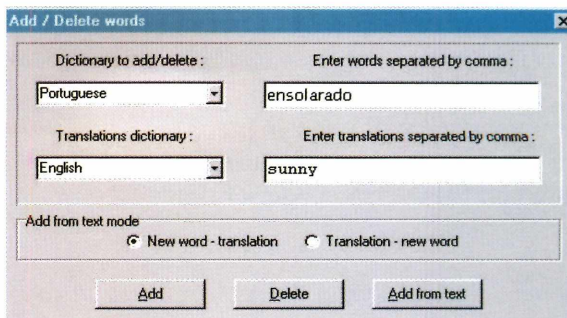 Add / Delete words
Dictionary to add/delete :
Enter words separated by comma :
Portuguese
ensolarado
Translations dictionary :
Enter translations separated by comma :
English
sunny
Add from text mode
New word - translation
Translation - new word
Add
Delete
Add from text